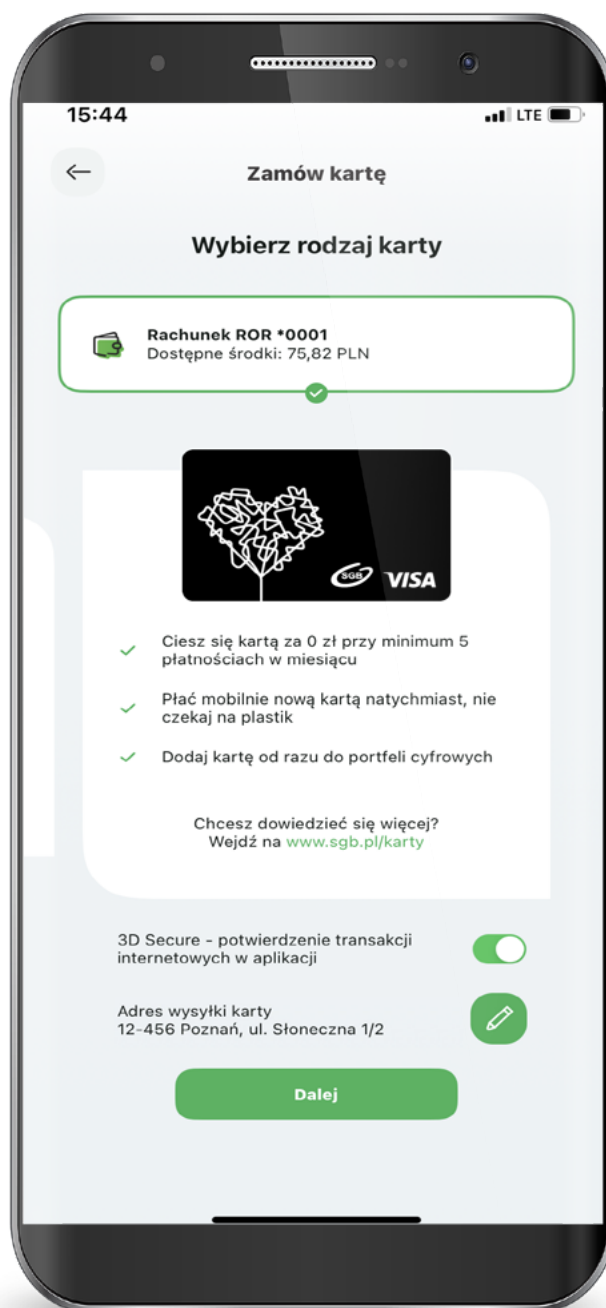 15:44
LTE
Zamów kartę
Wybierz rodzaj karty
Rachunek ROR *0001
Dostępne środki: 75,82 PLN
SGB VISA
Ciesz się kartą za 0 zł przy minimum 5
płatnościach w miesiącu
Płać mobilnie nową kartą natychmiast, nie
czekaj na plastik
Dodaj kartę od razu do portfeli cyfrowych
Chcesz dowiedzieć się więcej?
Wejdź na www.sgb.pl/karty
3D Secure – potwierdzenie transakcji
internetowych w aplikacji
Adres wysyłki karty
12-456 Poznań, ul. Słoneczna 1/2
Dalej